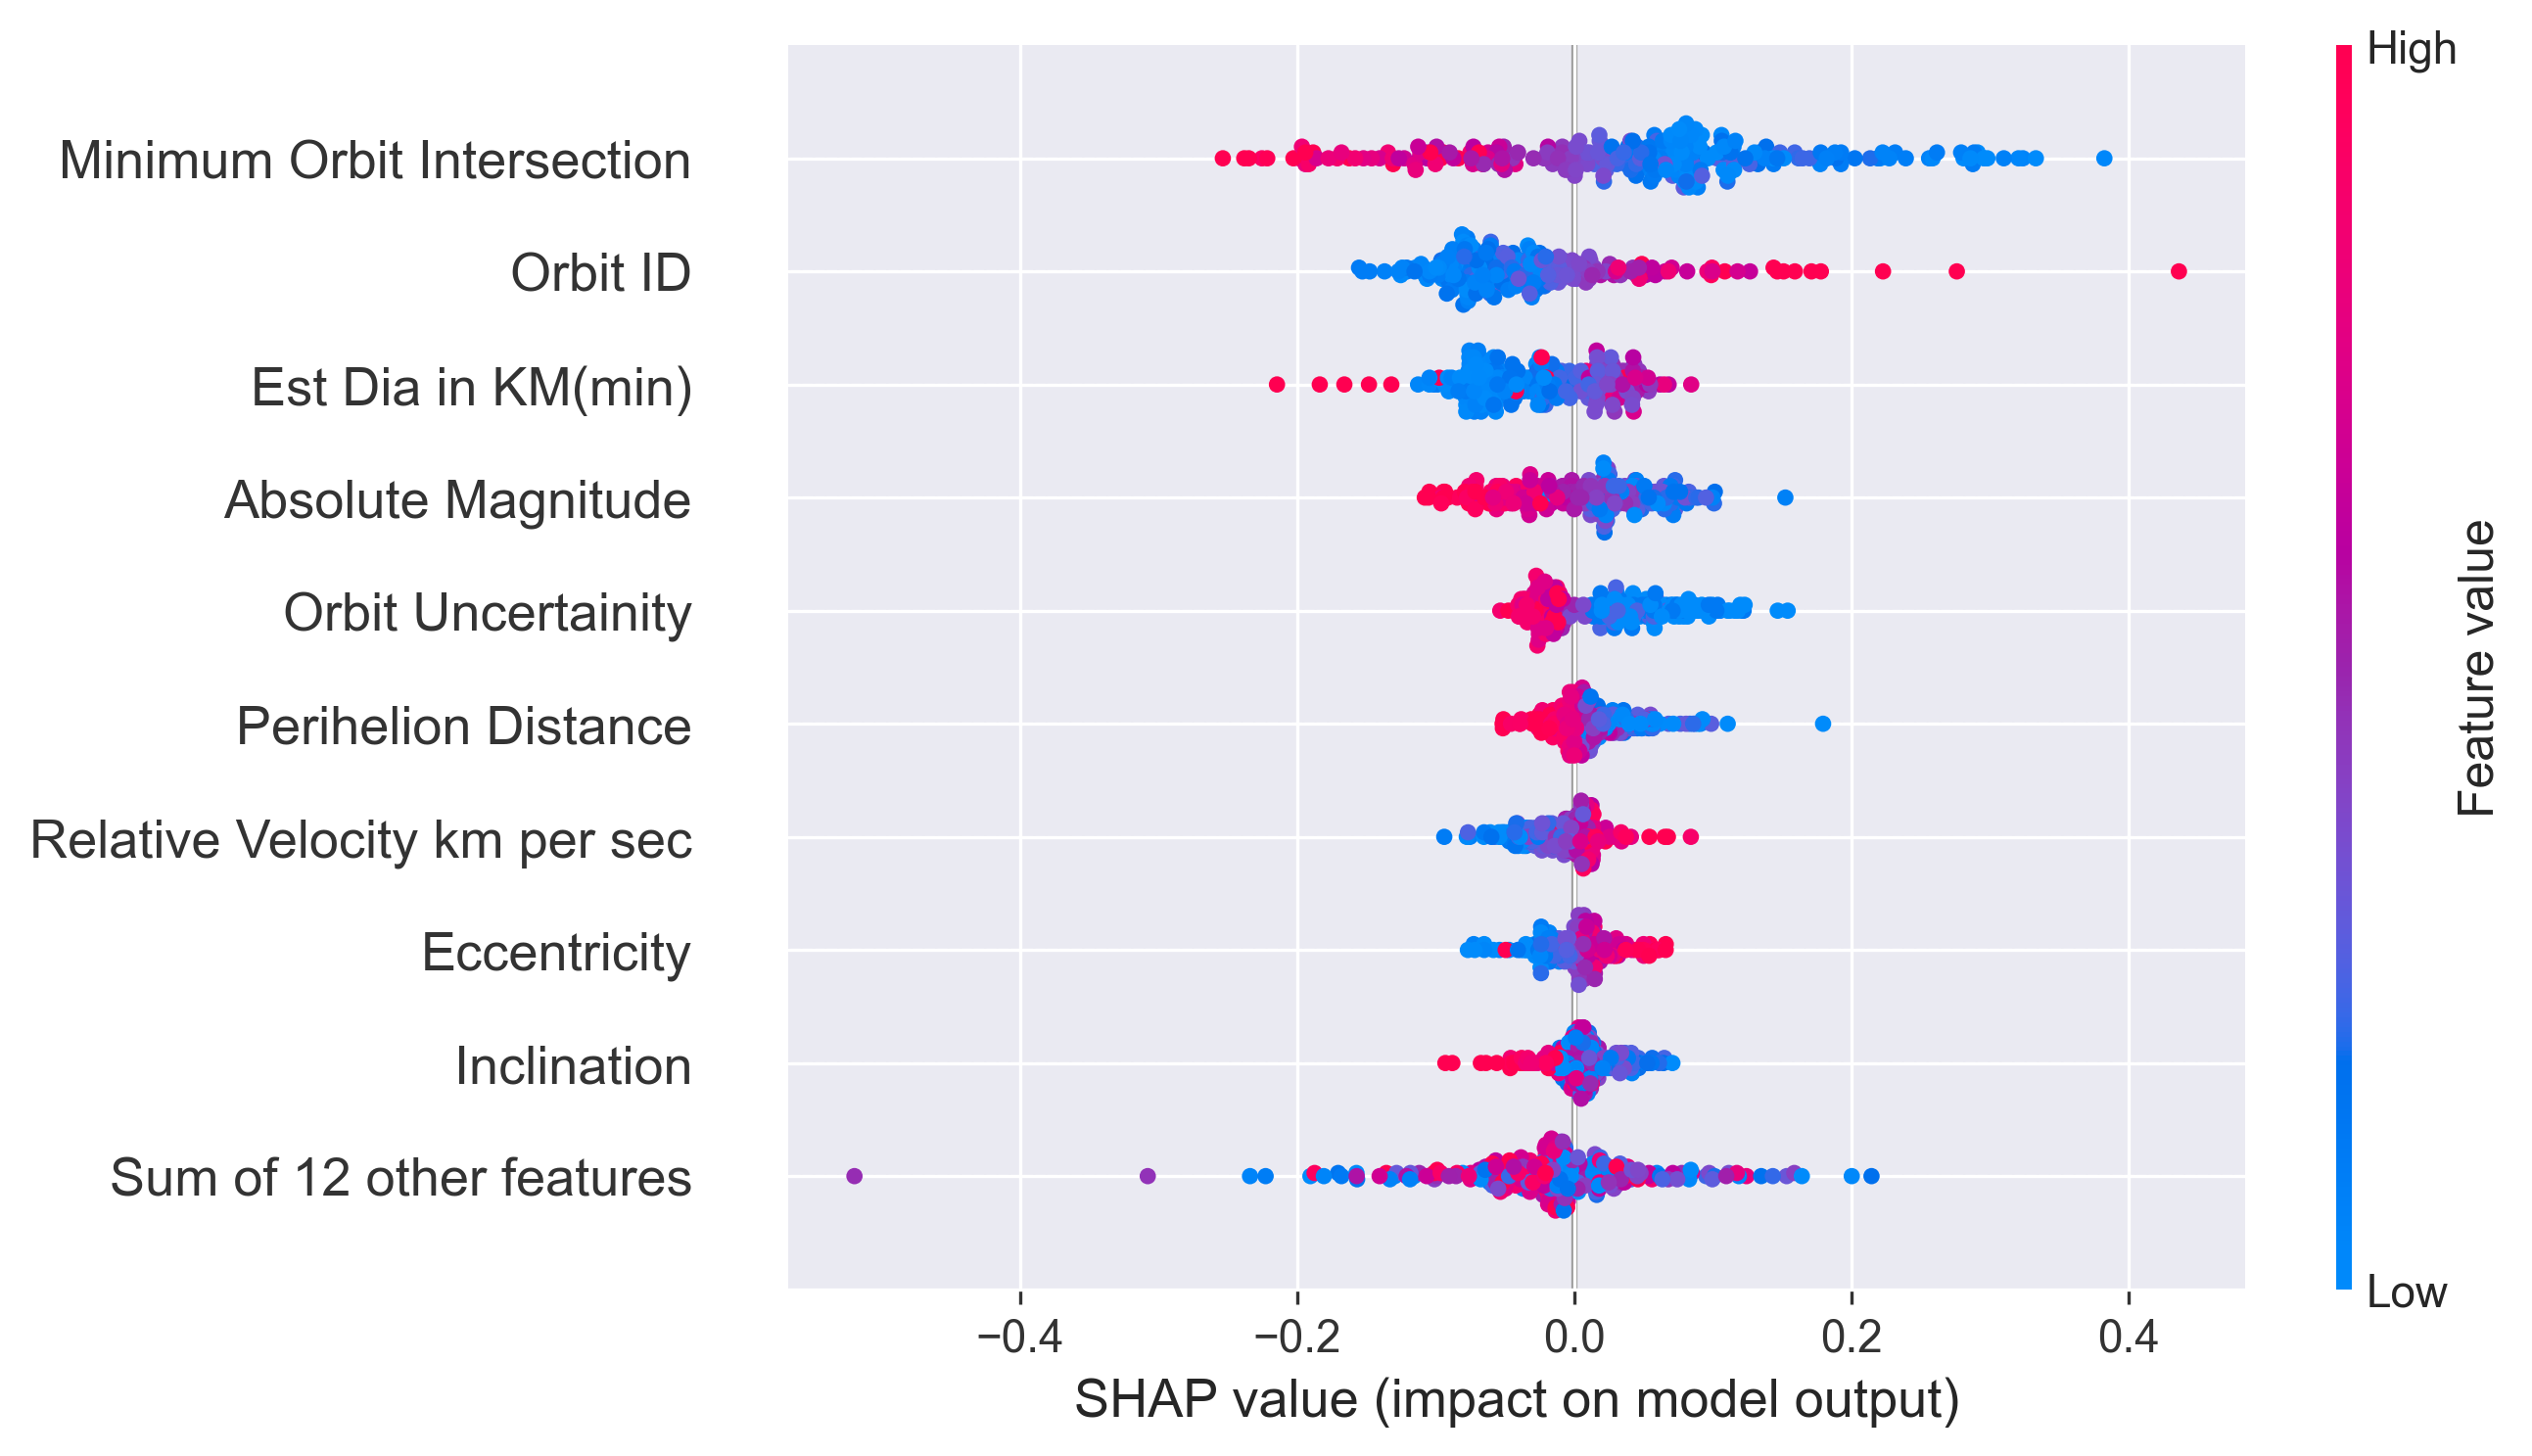 High
Minimum Orbit Intersection
Orbit ID
Est Dia in KM(min)
Absolute Magnitude
Orbit Uncertainity
Perihelion Distance
Relative Velocity km per sec
Eccentricity
Inclination
Sum of 12 other features
Feature value
Low
−0.4 −0.2 0.0 0.2 0.4
SHAP value (impact on model output)